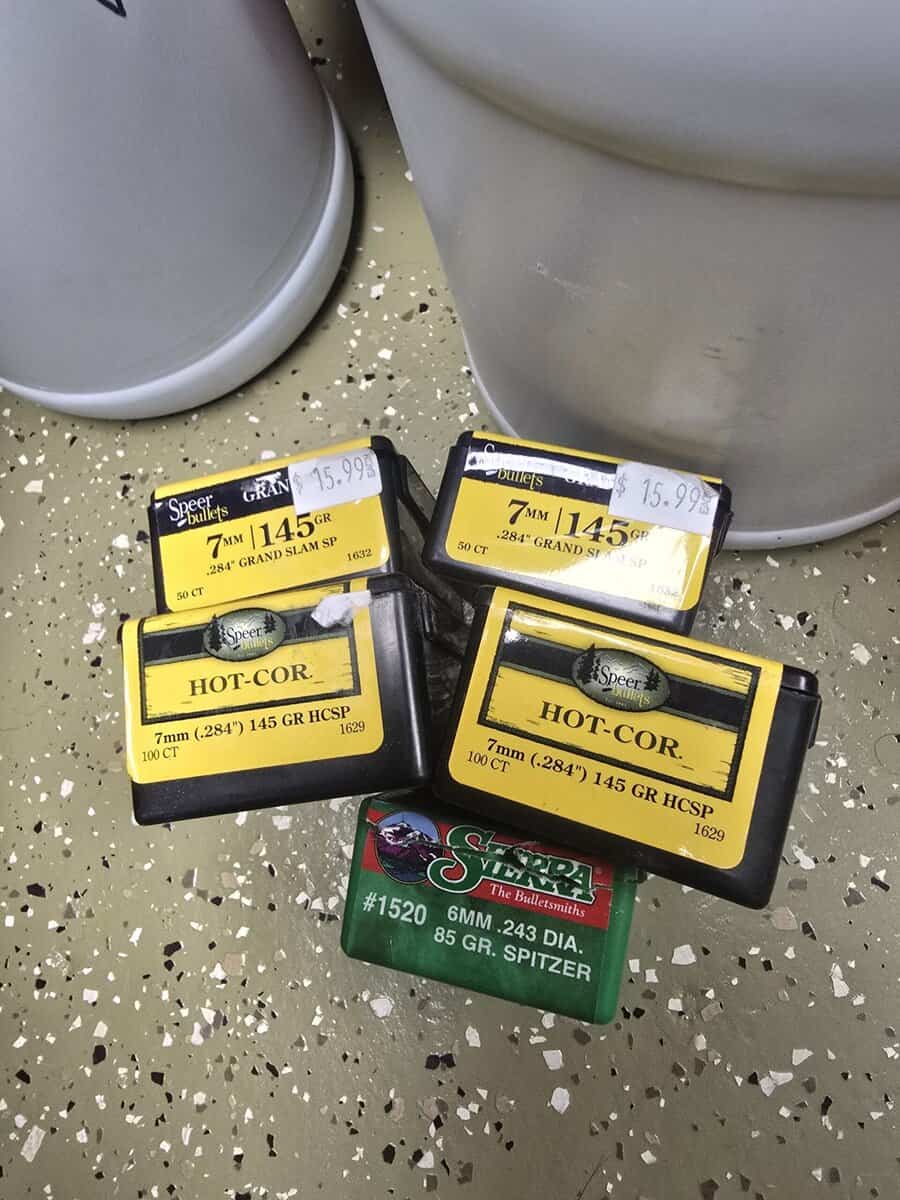 Speer
bullets
GRAN
$ 15.99
7MM 145GR
.284" GRAND SLAM SP
50 CT
1632
Speer
bullets
$ 15.99
7MM 145GR
.284" GRAND SLAM SP
50 CT
Speer
bullets
HOT-COR.
7mm (.284") 145 GR HCSP
100 CT
1629
Speer
bullets
HOT-COR.
7mm (.284") 145 GR HCSP
100 CT
1629
SIERRA
The Bulletsmiths
#1520 6MM .243 DIA.
85 GR. SPITZER